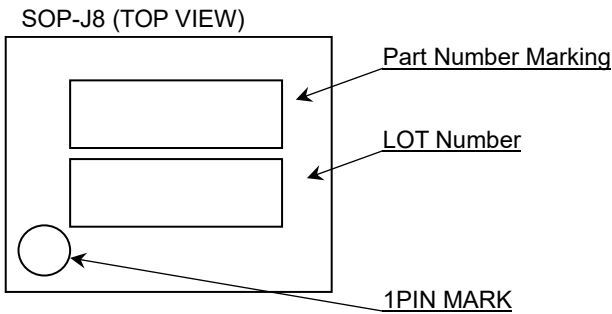 SOP-J8 (TOP VIEW)
Part Number Marking
LOT Number
1PIN MARK